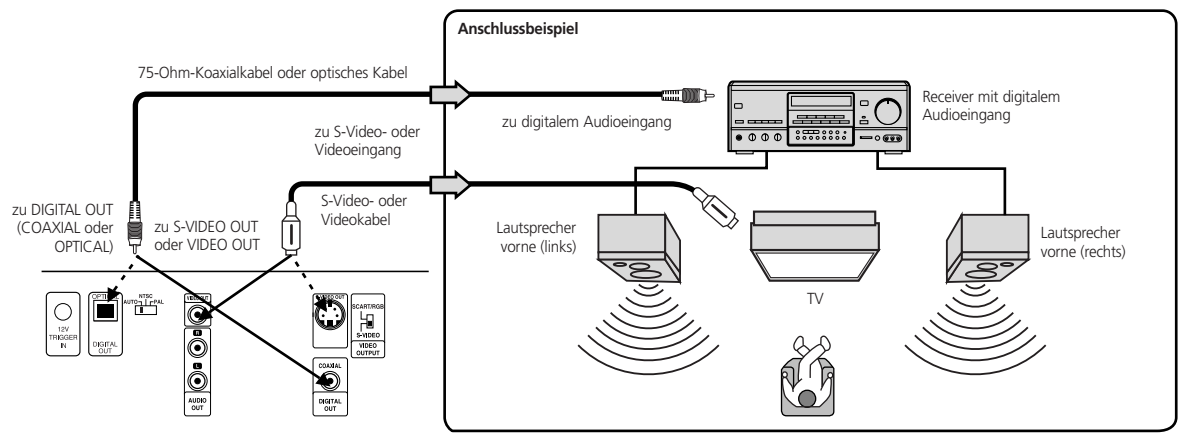 Anschlussbeispiel
75-Ohm-Koaxialkabel oder optisches Kabel
zu digitalem Audioeingang
Receiver mit digitalem
Audioeingang
zu S-Video- oder
Videoeingang
S-Video- oder
Videokabel
zu DIGITAL OUT
(COAXIAL oder
OPTICAL)
zu S-VIDEO OUT
oder VIDEO OUT
Lautsprecher
vorne (links)
TV
Lautsprecher
vorne (rechts)
12V
TRIGGER
IN
DIGITAL
OUT
NTSC
AUTO
PAL
VIDEO OUT
R
L
AUDIO
OUT
SCART/RGB
S-VIDEO
VIDEO
OUTPUT
COAXIAL
DIGITAL
OUT